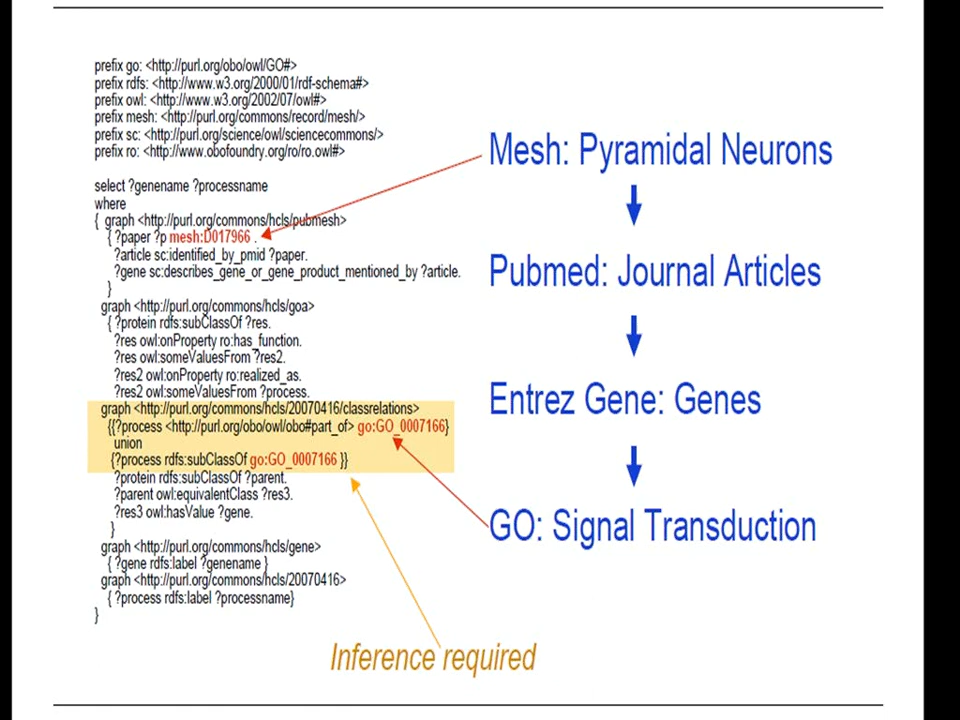 prefix go: <http://purl.org/obo/owl/GO#>
prefix rdfs: <http://www.w3.org/2000/01/rdf-schema#>
prefix owl: <http://www.w3.org/2002/07/owl#>
prefix mesh: <http://purl.org/commons/record/mesh/>
prefix sc: <http://purl.org/science/owl/sciencecommons/>
prefix ro: <http://www.obofoundry.org/ro/ro.owl#>
select ?genename ?processname
where
{ graph <http://purl.org/commons/hcls/pubmesh>
{ ?paper ?p mesh:D017966 .
?article sc:identified_by_pmid ?paper.
?gene sc:describes_gene_or_gene_product_mentioned_by ?article.
}
graph <http://purl.org/commons/hcls/goa>
{ ?protein rdfs:subClassOf ?res.
?res owl:onProperty ro:has_function.
?res owl:someValuesFrom ?res2.
?res2 owl:onProperty ro:realized_as.
?res2 owl:someValuesFrom ?process.
graph <http://purl.org/commons/hcls/20070416/classrelations>
{{?process <http://purl.org/obo/owl/obo#part_of> go:GO_0007166}
union
{?process rdfs:subClassOf go:GO_0007166 }}
?protein rdfs:subClassOf ?parent.
?parent owl:equivalentClass ?res3.
?res3 owl:hasValue ?gene.
}
graph <http://purl.org/commons/hcls/gene>
{ ?gene rdfs:label ?genename }
graph <http://purl.org/commons/hcls/20070416>
{ ?process rdfs:label ?processname}
}
Mesh: Pyramidal Neurons
Pubmed: Journal Articles
Entrez Gene: Genes
GO: Signal Transduction
Inference required